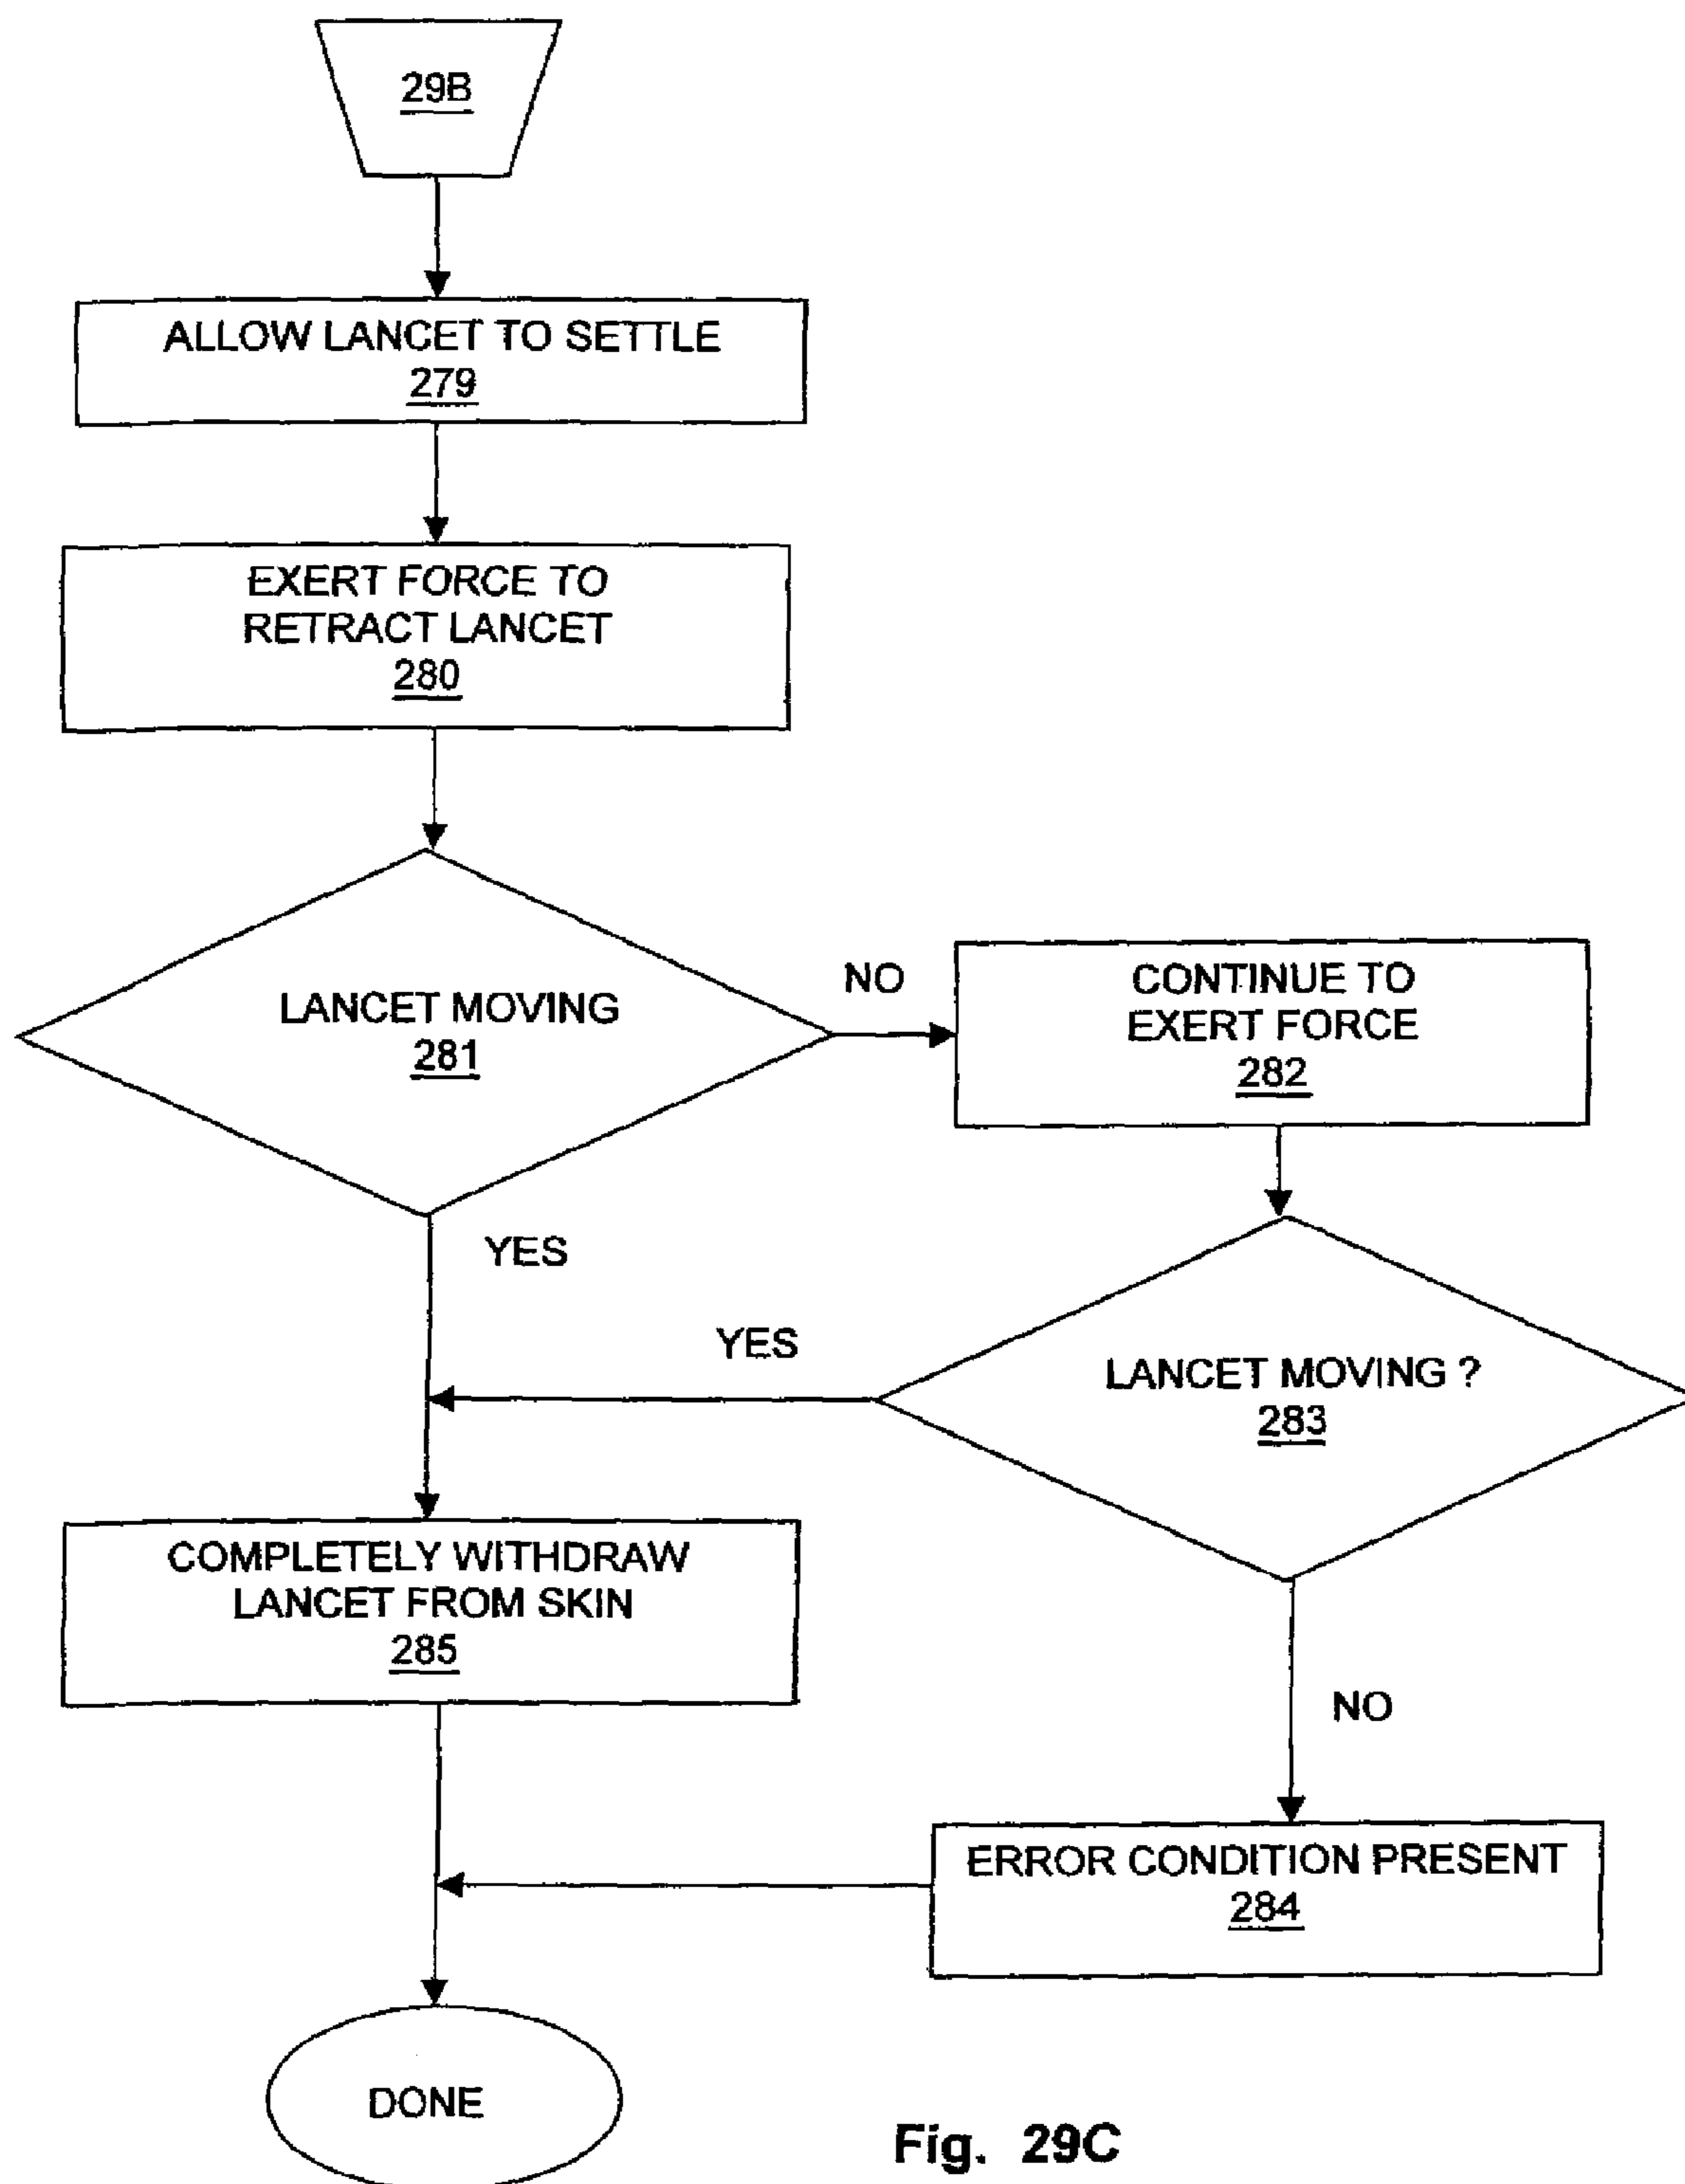 29B
ALLOW LANCET TO SETTLE
279
EXERT FORCE TO
RETRACT LANCET
280
LANCET MOVING
281
NO
CONTINUE TO
EXERT FORCE
282
YES
YES
LANCET MOVING ?
283
COMPLETELY WITHDRAW
LANCET FROM SKIN
285
NO
ERROR CONDITION PRESENT
284
DONE
Fig. 29C